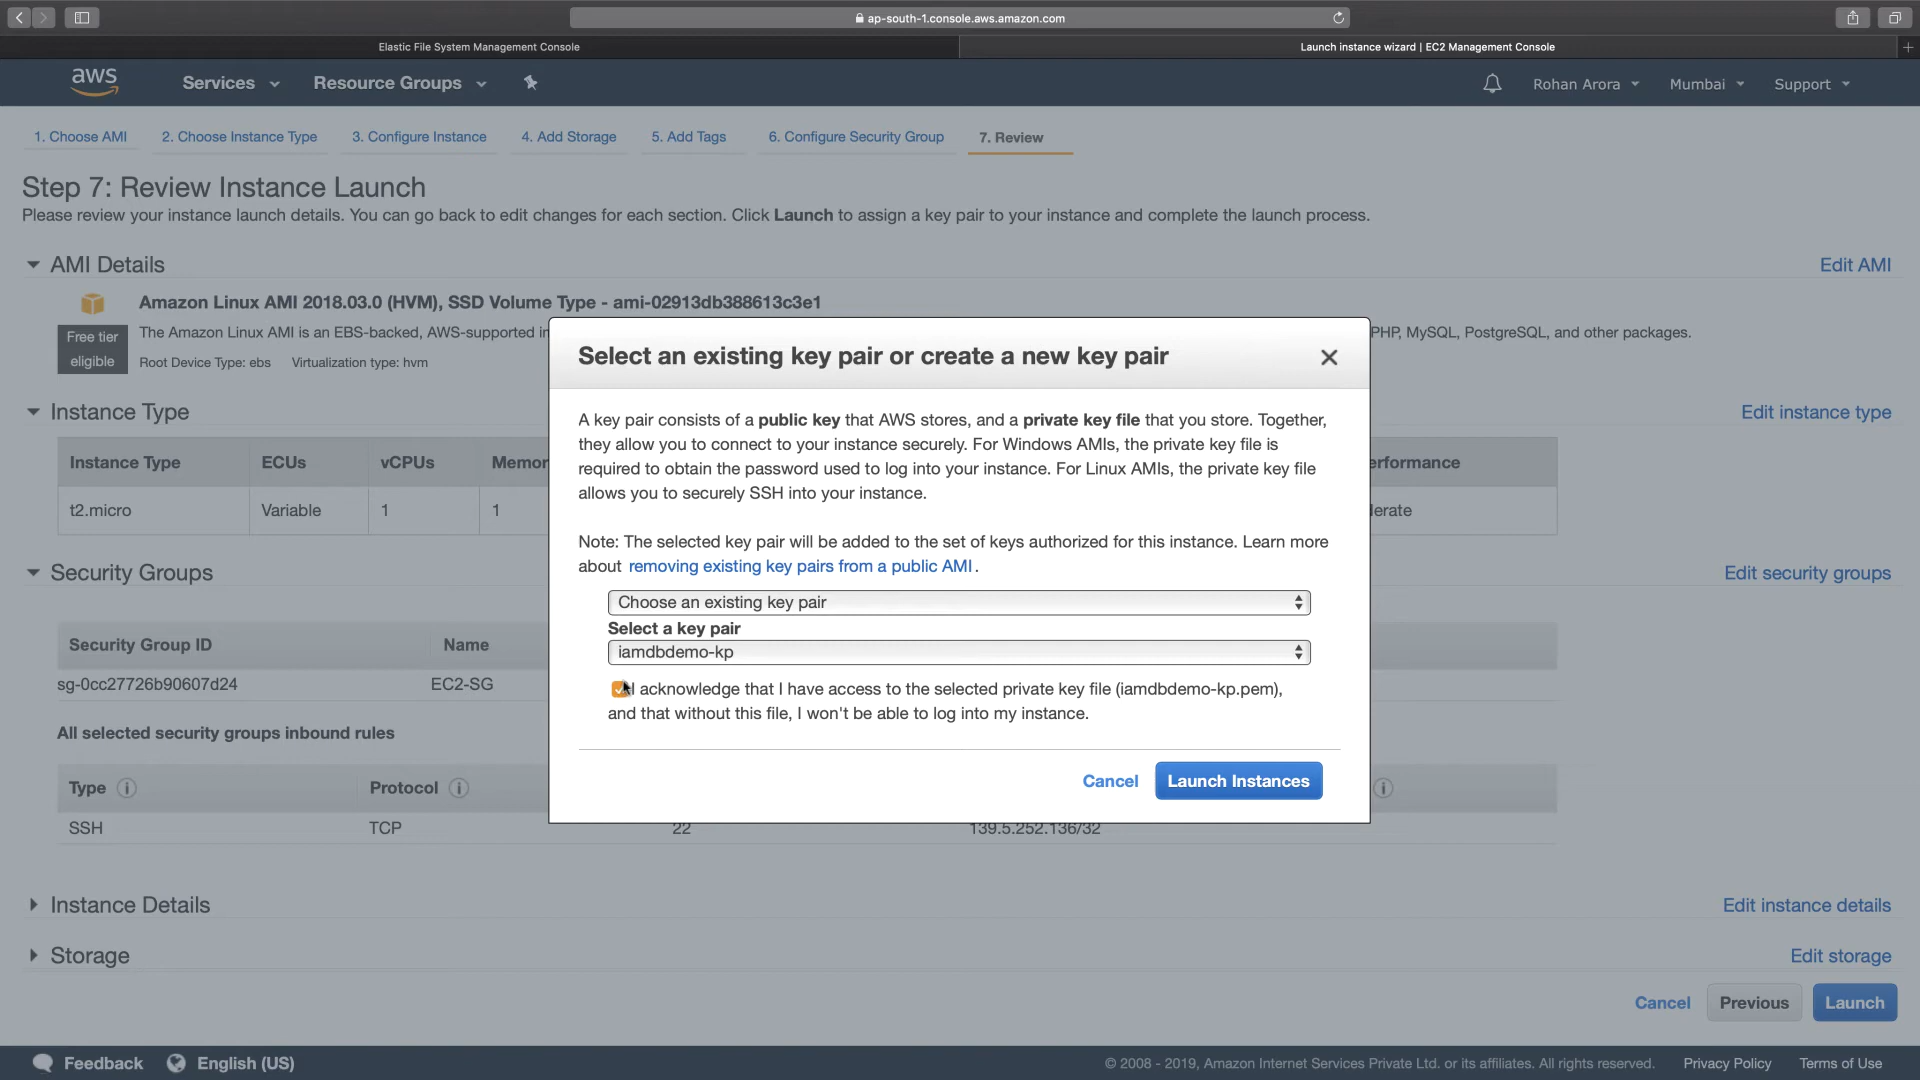 ap-south-1.console.aws.amazon.com
Elastic File System Management Console
Launch instance wizard | EC2 Management Console
aws
Services
Resource Groups
Rohan Arora
Mumbai
Support
1. Choose AMI
2. Choose Instance Type
3. Configure Instance
4. Add Storage
5. Add Tags
6. Configure Security Group
7. Review
Step 7: Review Instance Launch
Please review your instance launch details. You can go back to edit changes for each section. Click Launch to assign a key pair to your instance and complete the launch process.
AMI Details
Edit AMI
Amazon Linux AMI 2018.03.0 (HVM), SSD Volume Type - ami-02913db388613c3e1
Free tier
eligible
The Amazon Linux AMI is an EBS-backed, AWS-supported
PHP, MySQL, PostgreSQL, and other packages.
Root Device Type: ebs Virtualization type: hvm
Select an existing key pair or create a new key pair
A key pair consists of a public key that AWS stores, and a private key file that you store. Together,
they allow you to connect to your instance securely. For Windows AMIs, the private key file is
required to obtain the password used to log into your instance. For Linux AMIs, the private key file
allows you to securely SSH into your instance.
Note: The selected key pair will be added to the set of keys authorized for this instance. Learn more
about removing existing key pairs from a public AMI .
Choose an existing key pair
Select a key pair
iamdbdemo-kp
I acknowledge that I have access to the selected private key file (iamdbdemo-kp.pem),
and that without this file, I won't be able to log into my instance.
Cancel
Launch Instances
Instance Type
Edit instance type
Instance Type
ECUs
vCPUs
Memor
erformance
t2.micro
Variable
1
1
erate
Security Groups
Edit security groups
Security Group ID
Name
sg-0cc27726b90607d24
EC2-SG
All selected security groups inbound rules
Type
Protocol
SSH
TCP
22
139.5.252.136/32
Instance Details
Edit instance details
Storage
Edit storage
Cancel
Previous
Launch
Feedback
English (US)
© 2008 - 2019, Amazon Internet Services Private Ltd. or its affiliates. All rights reserved.
Privacy Policy
Terms of Use